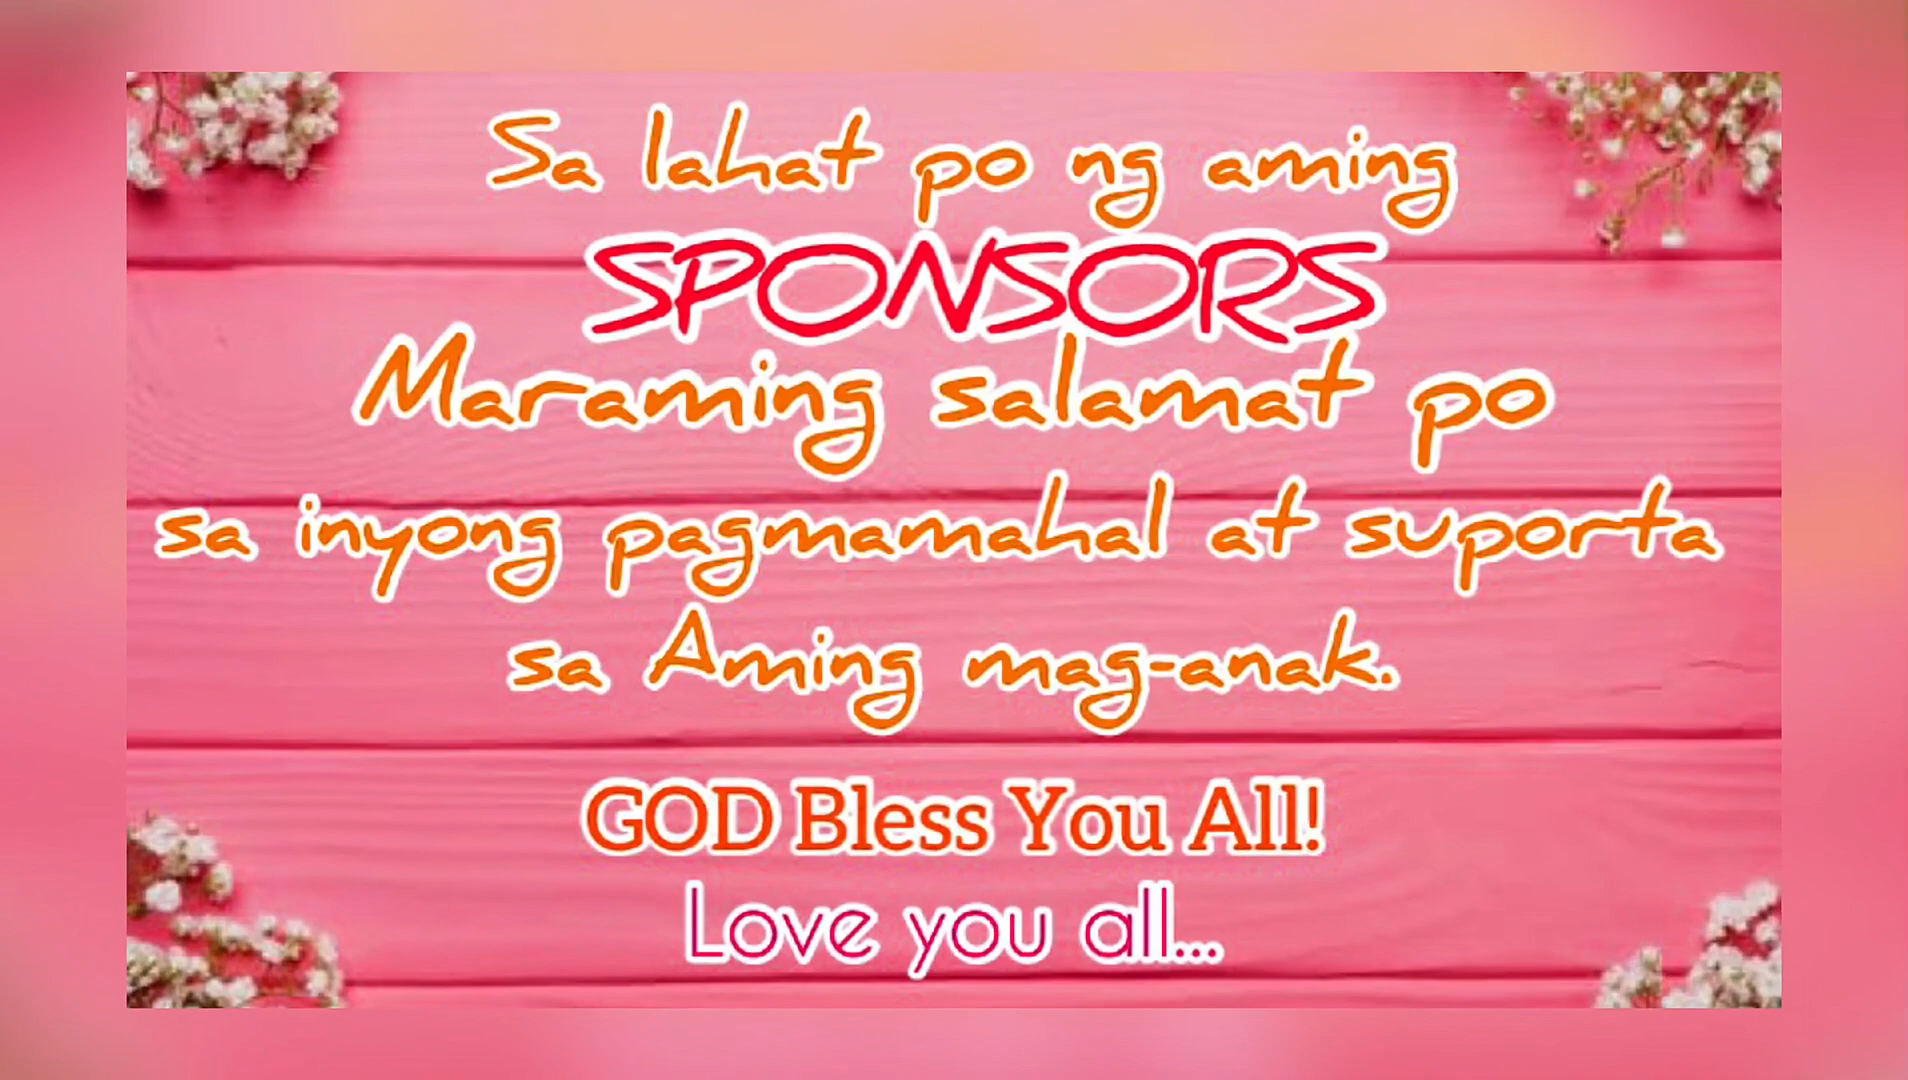 Sa lahat po ng aming
SPONSORS
Maraming salamat po
sa inyong pagmamahal at suporta
sa Aming mag-anak.
GOD Bless You All!
Love you all...